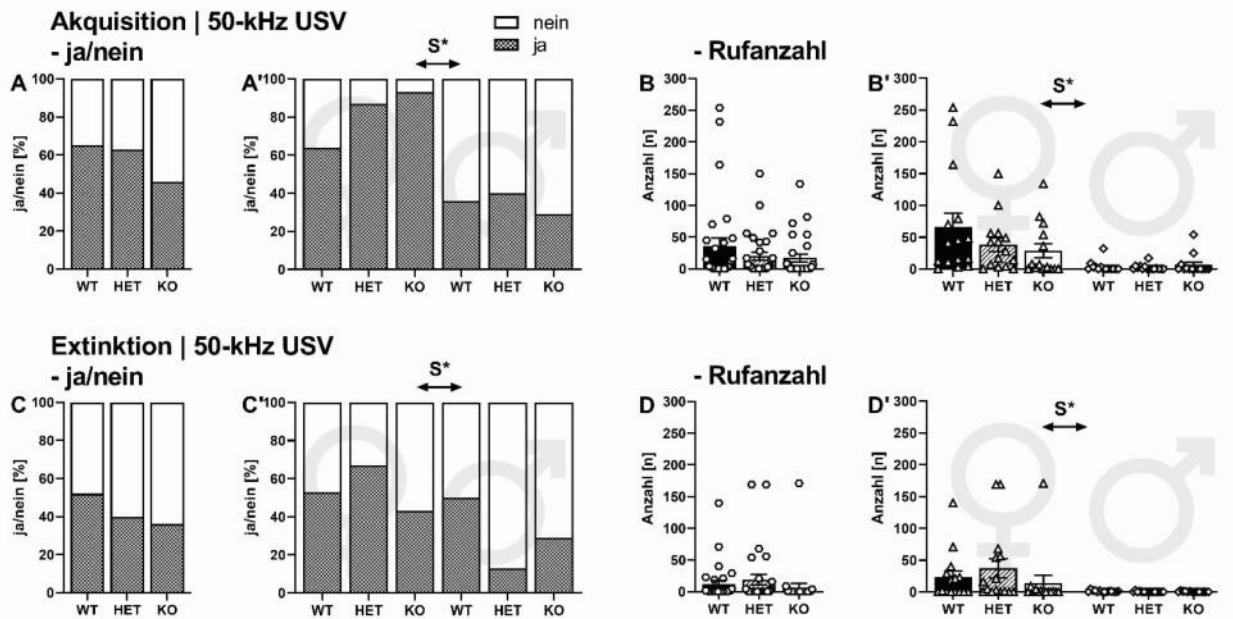 Akquisition | 50-kHz USV
- ja/nein
nein
ja
S*
- Rufanzahl
S*
A
100
80
60
40
20
0
ja/nein [%]
WT HET KO
A'
100
80
60
40
20
0
ja/nein [%]
WT HET KO WT HET KO
B
300
250
200
150
100
50
0
Anzahl [n]
WT HET KO
B'
300
250
200
150
100
50
0
Anzahl [n]
WT HET KO WT HET KO
Extinktion | 50-kHz USV
- ja/nein
S*
- Rufanzahl
S*
C
100
80
60
40
20
0
ja/nein [%]
WT HET KO
C'
100
80
60
40
20
0
ja/nein [%]
WT HET KO WT HET KO
D
300
250
200
150
100
50
0
Anzahl [n]
WT HET KO
D'
300
250
200
150
100
50
0
Anzahl [n]
WT HET KO WT HET KO